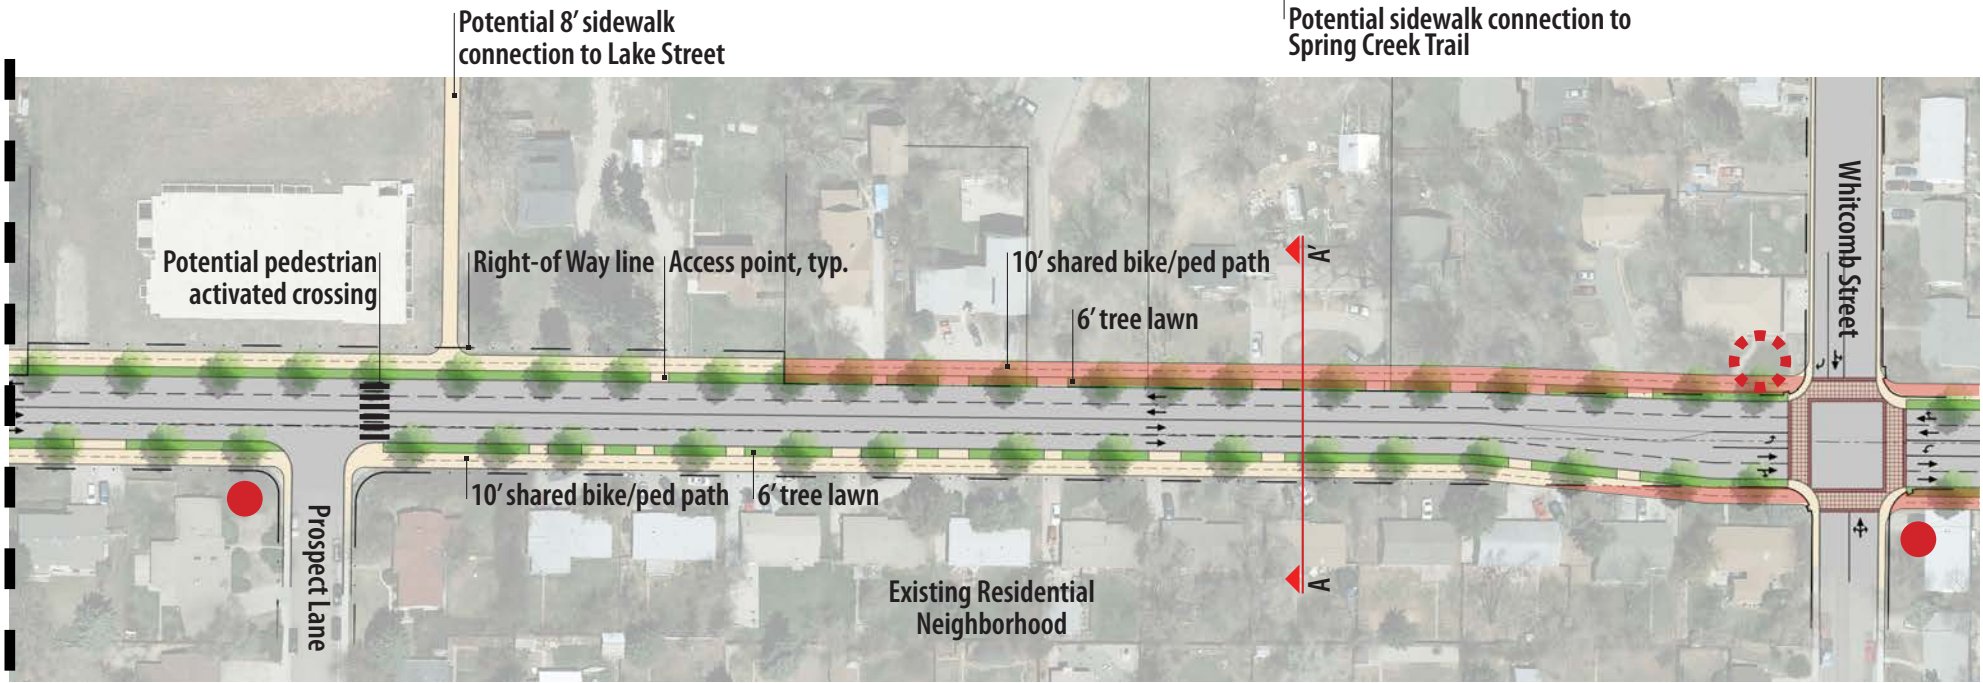 Potential 8' sidewalk
connection to Lake Street
Potential sidewalk connection to
Spring Creek Trail
Potential pedestrian
activated crossing
Right-of Way line
Access point, typ.
10' shared bike/ped path
6' tree lawn
A'
Whitcomb Street
10' shared bike/ped path
6' tree lawn
Prospect Lane
Existing Residential
Neighborhood
A